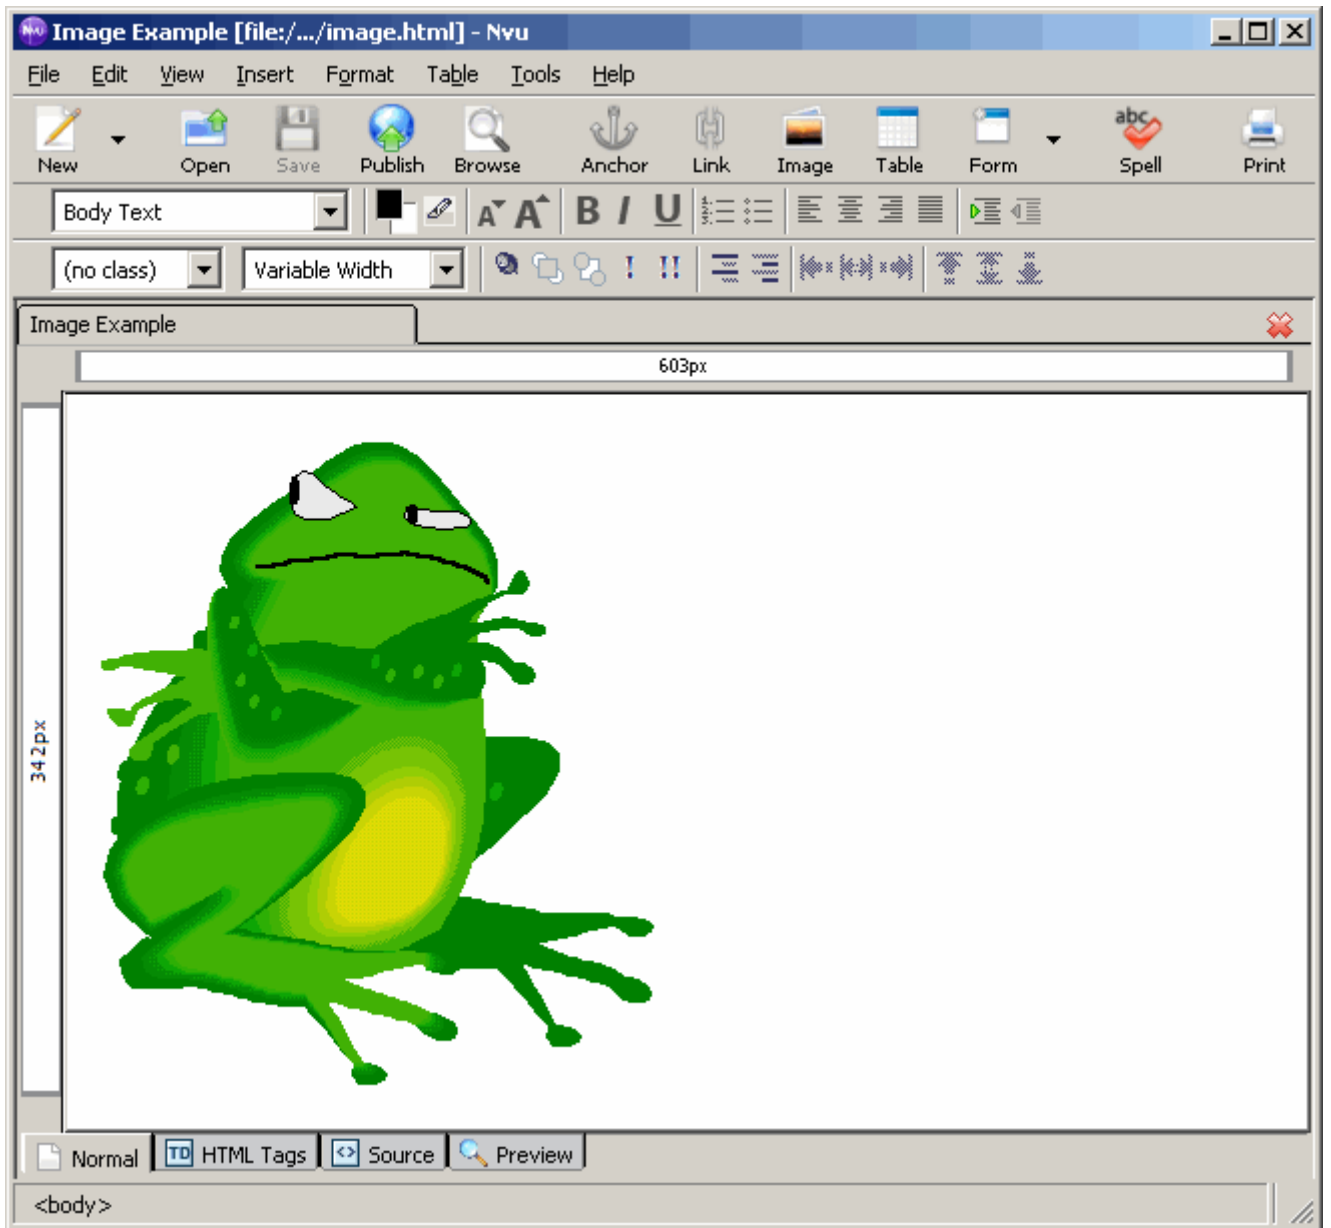 Image Example [file:/.../image.html] - Nvu
File Edit View Insert Format Table Tools Help
New Open Save Publish Browse Anchor Link Image Table Form abc Spell Print
Body Text A A B I U
(no class) Variable Width ! !!
Image Example
603px
342px
Normal TD HTML Tags <> Source Preview
<body>